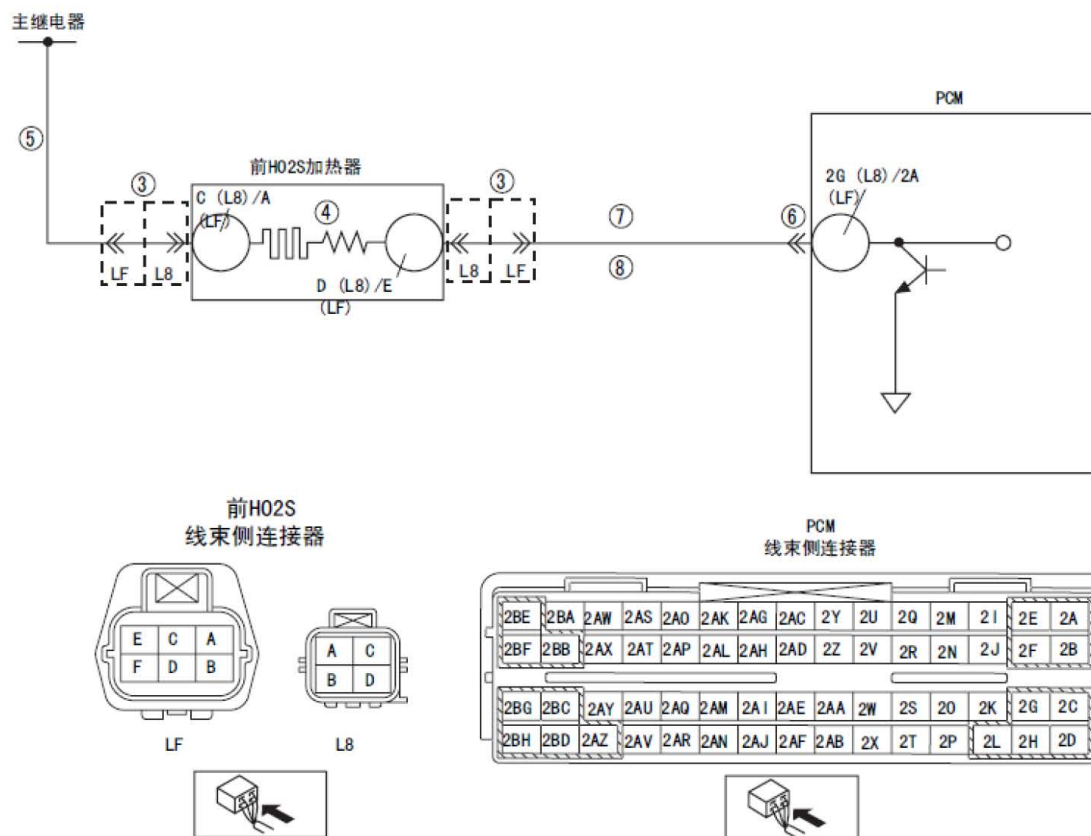 主继电器
PCM
⑤
前HO2S加热器
③
③
C (L8)/A
(LF)
④
⑦
⑥
2G (L8)/2A
(LF)
⑧
LF
L8
L8
LF
D (L8)/E
(LF)
前HO2S
线束侧连接器
PCM
线束侧连接器
E C A
F D B
LF
A C
B D
L8
2BE 2BA 2AW 2AS 2AO 2AK 2AG 2AC 2Y 2U 2Q 2M 2I 2E 2A
2BF 2BB 2AX 2AT 2AP 2AL 2AH 2AD 2Z 2V 2R 2N 2J 2F 2B
2BG 2BC 2AY 2AU 2AQ 2AM 2AI 2AE 2AA 2W 2S 2O 2K 2G 2C
2BH 2BD 2AZ 2AV 2AR 2AN 2AJ 2AF 2AB 2X 2T 2P 2L 2H 2D